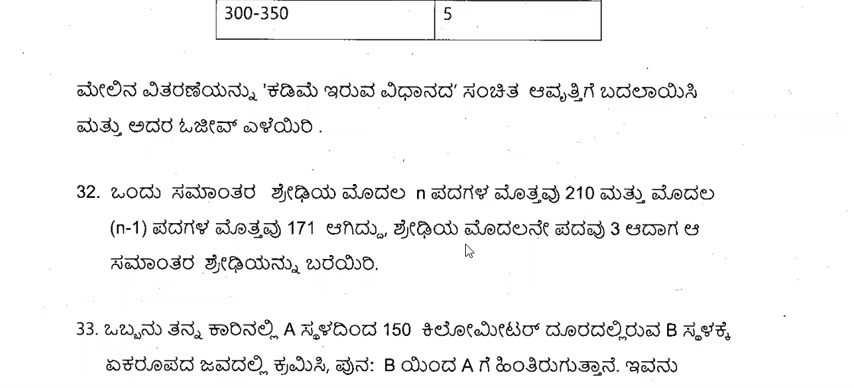 300-350 5
ಮೇಲಿನ ವಿತರಣೆಯನ್ನು 'ಕಡಿಮೆ ಇರುವ ವಿಧಾನದ' ಸಂಚಿತ ಆವೃತ್ತಿಗೆ ಬದಲಾಯಿಸಿ
ಮತ್ತು ಅದರ ಓಜೀವ್ ಎಳೆಯಿರಿ .
32. ಒಂದು ಸಮಾಂತರ ಶ್ರೇಢಿಯ ಮೊದಲ n ಪದಗಳ ಮೊತ್ತವು 210 ಮತ್ತು ಮೊದಲ
(n-1) ಪದಗಳ ಮೊತ್ತವು 171 ಆಗಿದ್ದು, ಶ್ರೇಢಿಯ ಮೊದಲನೇ ಪದವು 3 ಆದಾಗ ಆ
ಸಮಾಂತರ ಶ್ರೇಢಿಯನ್ನು ಬರೆಯಿರಿ.
33. ಒಬ್ಬನು ತನ್ನ ಕಾರಿನಲ್ಲಿ A ಸ್ಥಳದಿಂದ 150 ಕಿಲೋಮೀಟರ್ ದೂರದಲ್ಲಿರುವ B ಸ್ಥಳಕ್ಕೆ
ಏಕರೂಪದ ಜವದಲ್ಲಿ ಕ್ರಮಿಸಿ, ಪುನ: B ಯಿಂದ A ಗೆ ಹಿಂತಿರುಗುತ್ತಾನೆ. ಇವನು